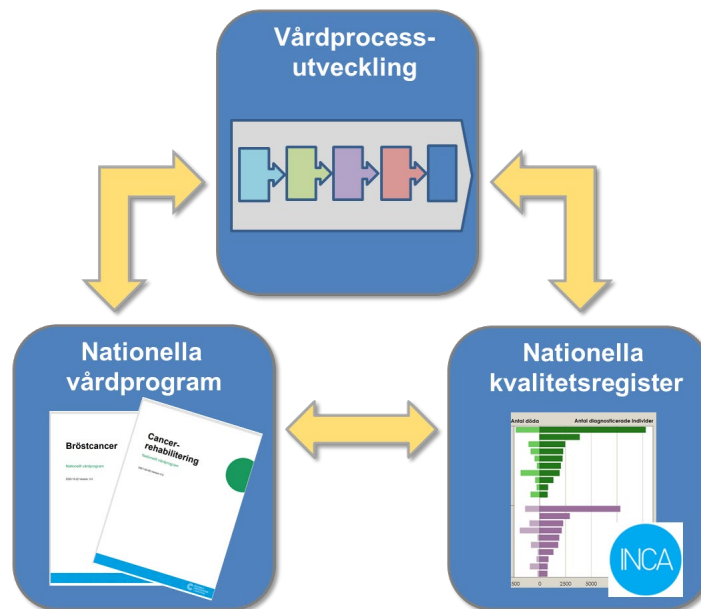 Vårdprocess-
utveckling
Nationella
vårdprogram
Bröstcancer
Nationellt vårdprogram
Cancer-
rehabilitering
Nationellt vårdprogram
Nationella
kvalitetsregister
Antal döda
Antal diagnosticerade individer
500 0 2500 5000
INCA